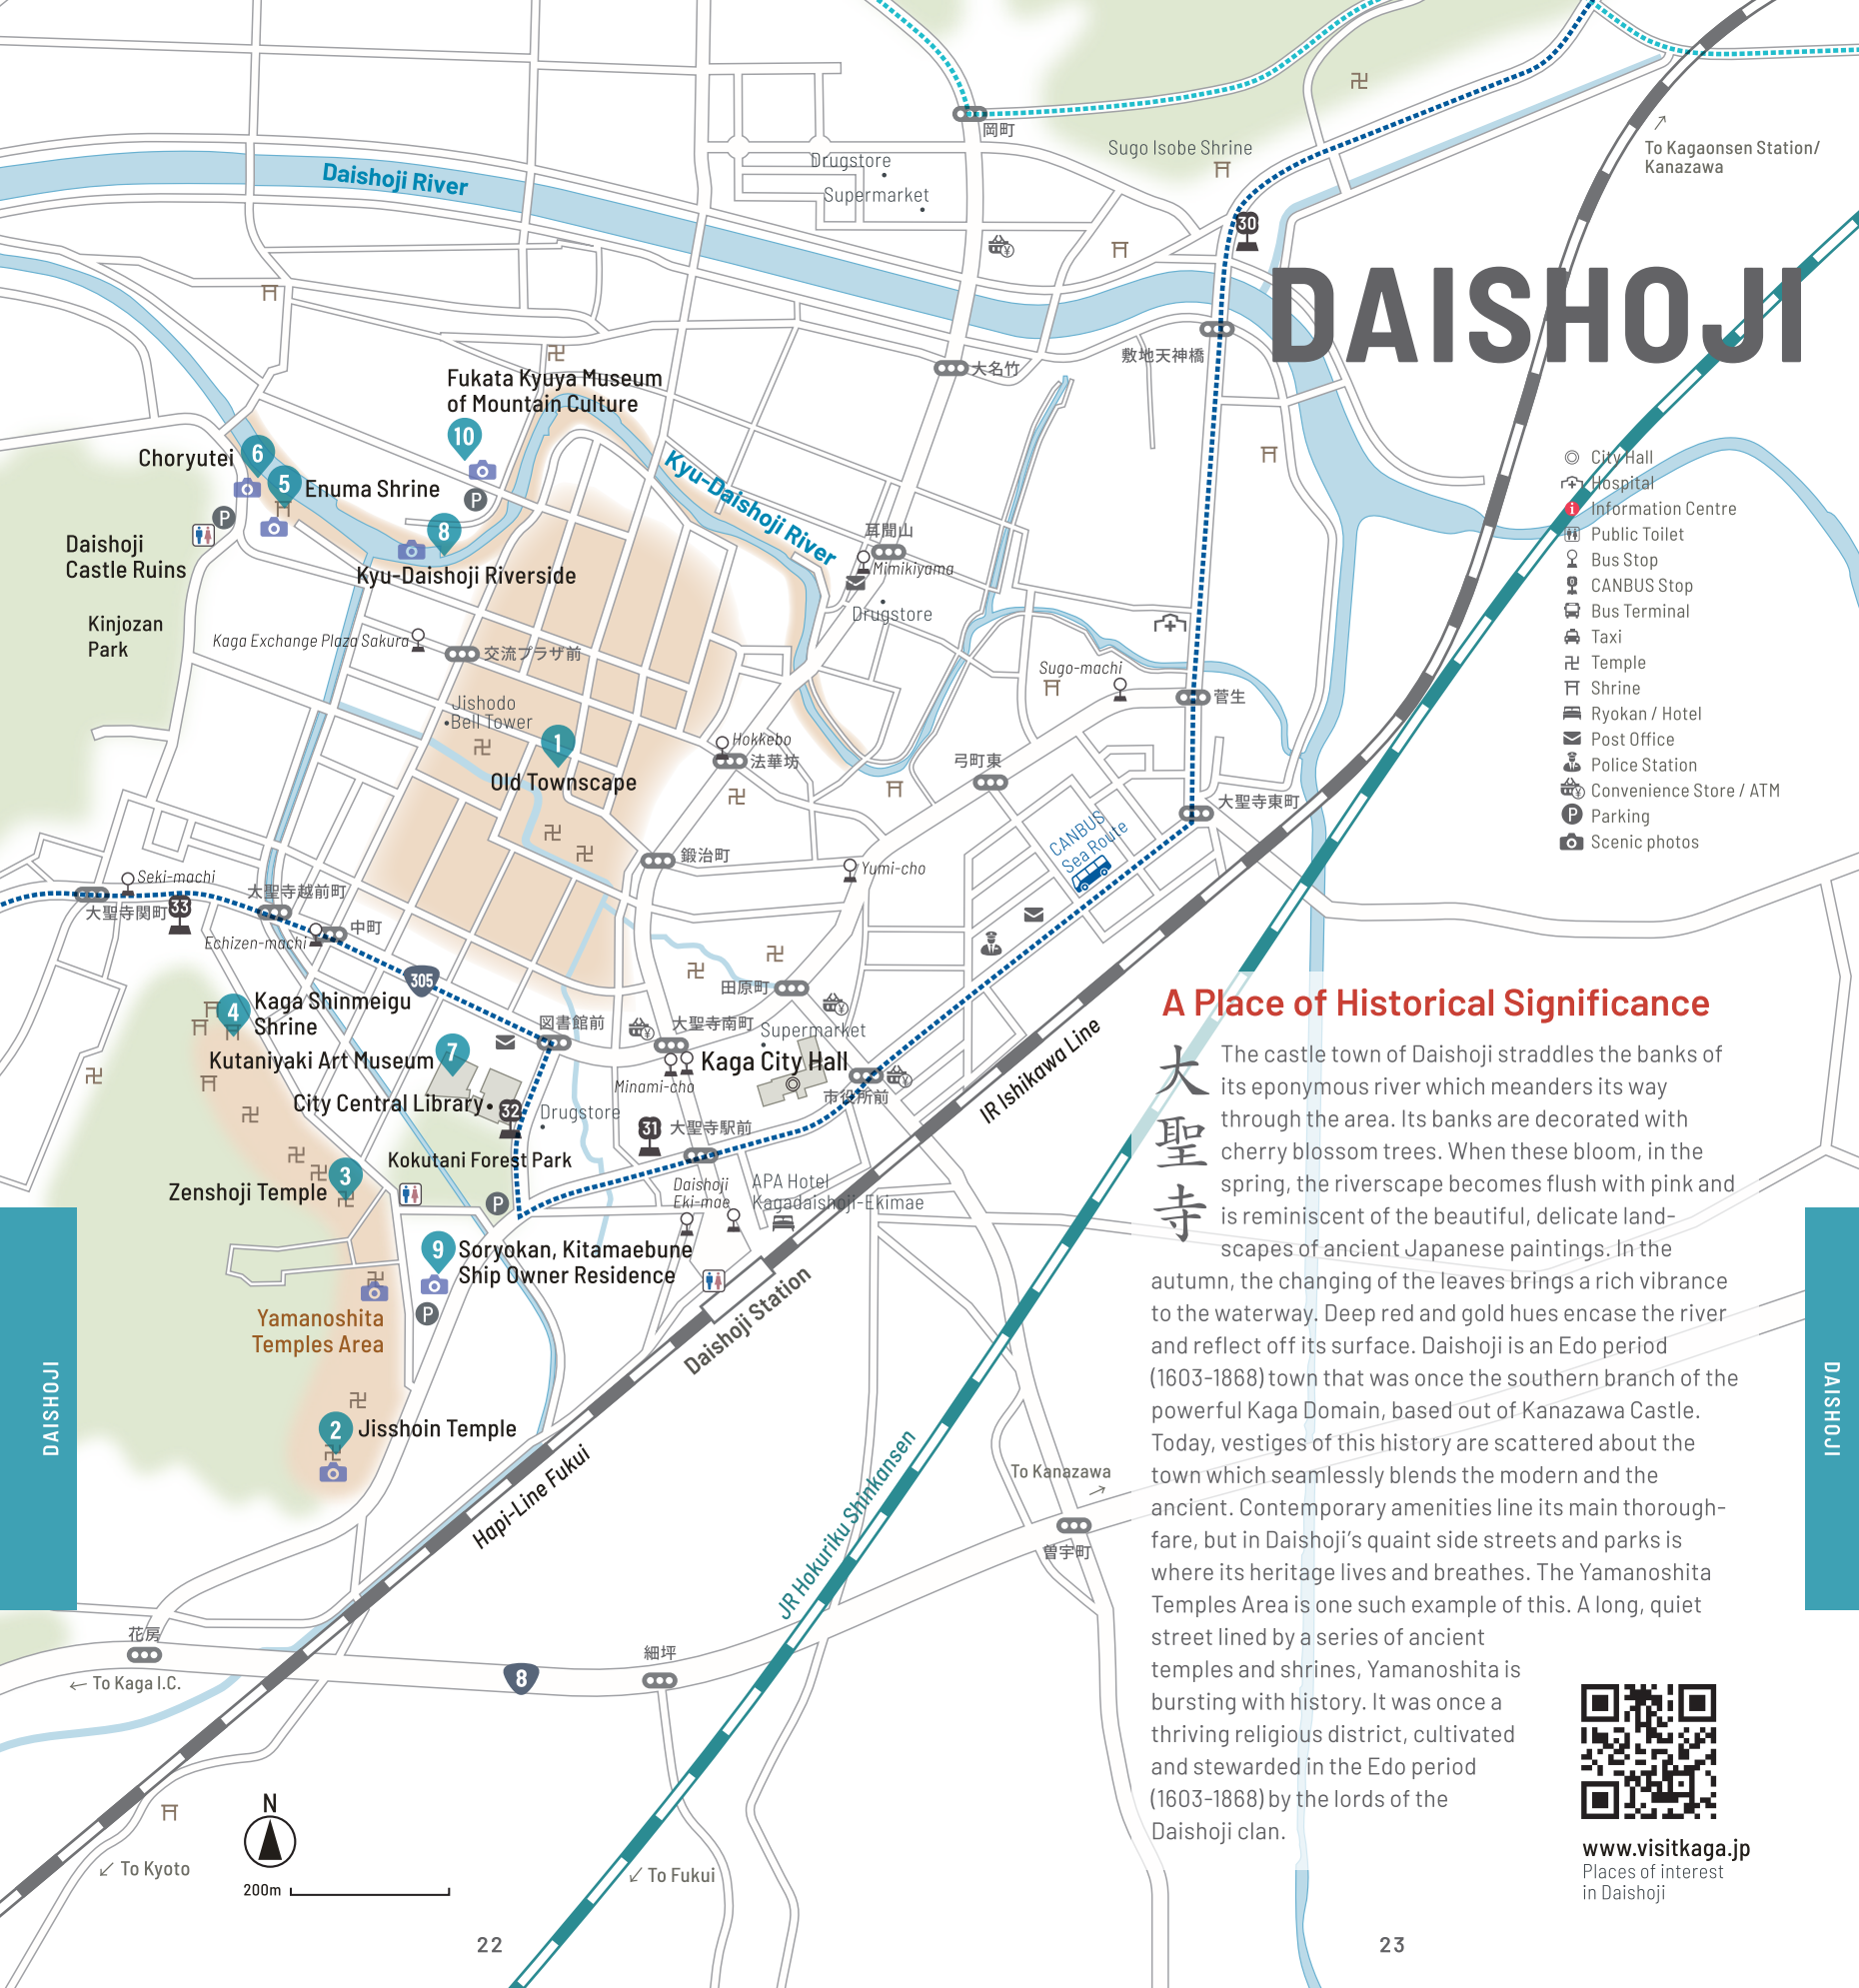 岡町
Sugo Isobe Shrine
To Kagaonsen Station/
Kanazawa
Drugstore
Supermarket
Daishoji River
30
DAISHOJI
敷地天神橋
大名竹
Fukata Kyuya Museum
of Mountain Culture
10
Choryutei
6
5
Enuma Shrine
P
P
8
Kyu-Daishoji Riverside
Kyu-Daishoji River
Daishoji
Castle Ruins
Kinjozan
Park
耳聞山
Mimikiyama
Drugstore
Kaga Exchange Plaza Sakura
交流プラザ前
Sugo-machi
菅生
Jishodo
Bell Tower
1
Old Townscape
Hokkebo
法華坊
弓町東
大聖寺東町
CANBUS
Sea Route
City Hall
Hospital
Information Centre
Public Toilet
Bus Stop
CANBUS Stop
Bus Terminal
Taxi
Temple
Shrine
Ryokan / Hotel
Post Office
Police Station
Convenience Store / ATM
P
Parking
Scenic photos
鍛治町
Yumi-cho
Seki-machi
大聖寺関町
33
大聖寺越前町
Echizen-machi
中町
305
田原町
4
Kaga Shinmeigu
Shrine
Kutaniyaki Art Museum
7
図書館前
大聖寺南町
Supermarket
Kaga City Hall
Minami-cho
市役所前
City Central Library
32
Drugstore
31
大聖寺駅前
IR Ishikawa Line
Kokutani Forest Park
3
Zenshoji Temple
P
Daishoji
Eki-mae
APA Hotel
Kagadaishoji-Ekimae
9
Soryokan, Kitamaebune
Ship Owner Residence
P
Yamanoshita
Temples Area
Daishoji Station
2
Jisshoin Temple
Hapi-Line Fukui
JR Hokuriku Shinkansen
To Kanazawa
曽宇町
花房
To Kaga I.C.
8
細坪
N
200m
To Kyoto
To Fukui
DAISHOJI
22
A Place of Historical Significance
大聖寺
The castle town of Daishoji straddles the banks of
its eponymous river which meanders its way
through the area. Its banks are decorated with
cherry blossom trees. When these bloom, in the
spring, the riverscape becomes flush with pink and
is reminiscent of the beautiful, delicate land-
scapes of ancient Japanese paintings. In the
autumn, the changing of the leaves brings a rich vibrance
to the waterway. Deep red and gold hues encase the river
and reflect off its surface. Daishoji is an Edo period
(1603-1868) town that was once the southern branch of the
powerful Kaga Domain, based out of Kanazawa Castle.
Today, vestiges of this history are scattered about the
town which seamlessly blends the modern and the
ancient. Contemporary amenities line its main thorough-
fare, but in Daishoji's quaint side streets and parks is
where its heritage lives and breathes. The Yamanoshita
Temples Area is one such example of this. A long, quiet
street lined by a series of ancient
temples and shrines, Yamanoshita is
bursting with history. It was once a
thriving religious district, cultivated
and stewarded in the Edo period
(1603-1868) by the lords of the
Daishoji clan.
www.visitkaga.jp
Places of interest
in Daishoji
DAISHOJI
23